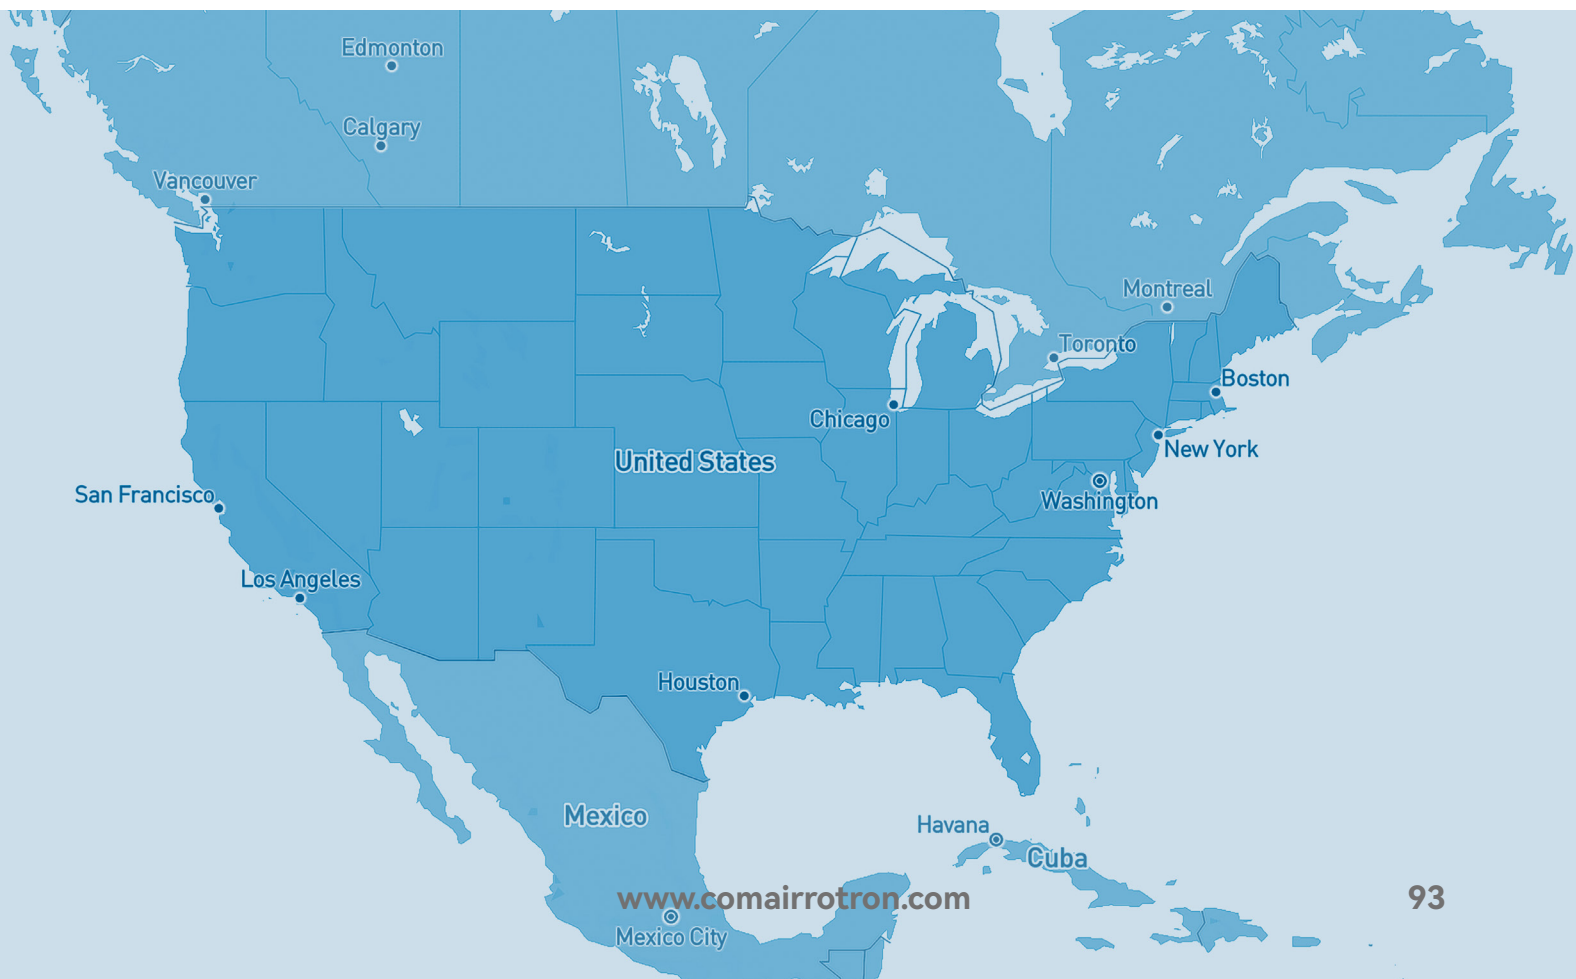 Edmonton
Calgary
Vancouver
Montreal
Toronto
Boston
Chicago
New York
United States
Washington
San Francisco
Los Angeles
Houston
Mexico
Havana
Cuba
www.comairrotron.com
93
Mexico City